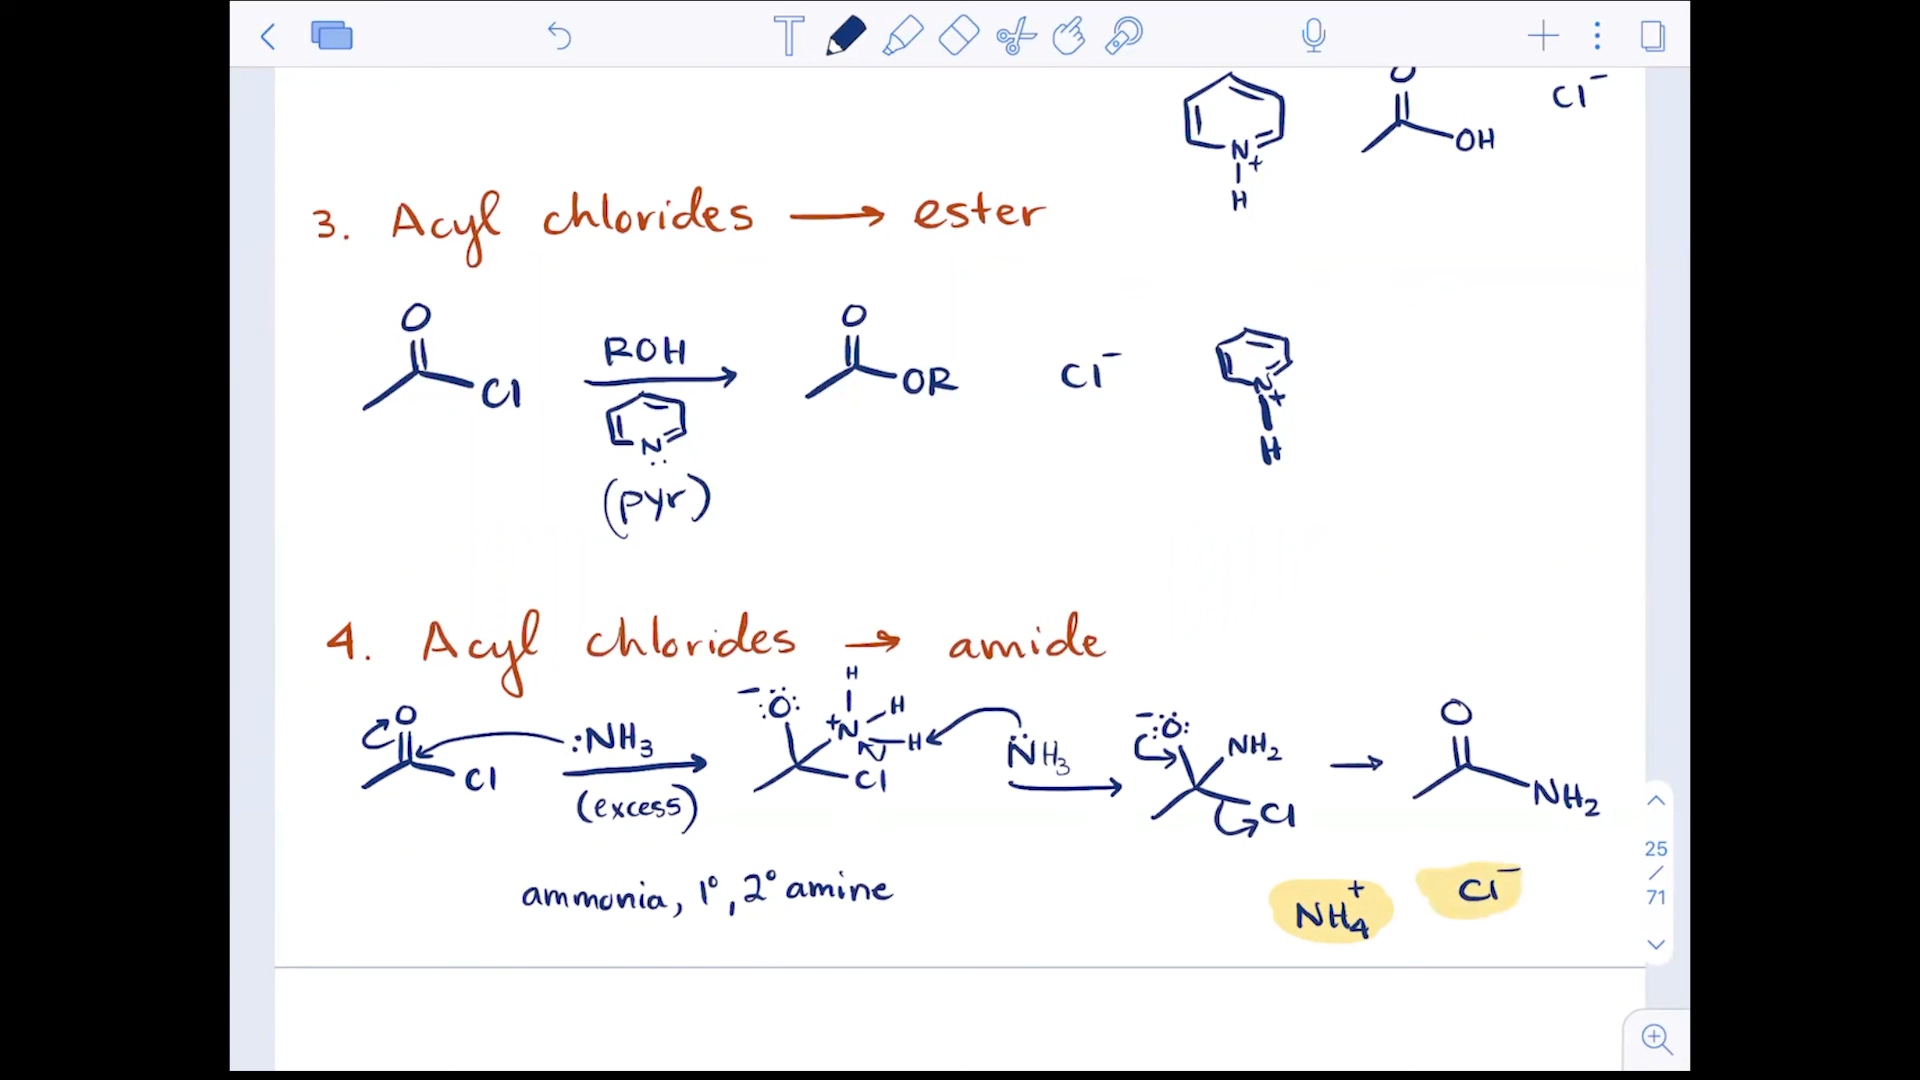 O
Cl⁻
OH
N⁺
H
3. Acyl chlorides ⟶ ester
O
O
ROH
Cl
OR
Cl⁻
N⁺
N̤
H
(pyr)
4. Acyl chlorides → amide
H
O
⁻:Ö:
⁺N
H
H
⁻:Ö:
O
:NH₃
N̈H₃
NH₂
Cl
Cl
Cl
NH₂
(excess)
ammonia, 1°, 2° amine
NH₄⁺
Cl⁻
25
/
71